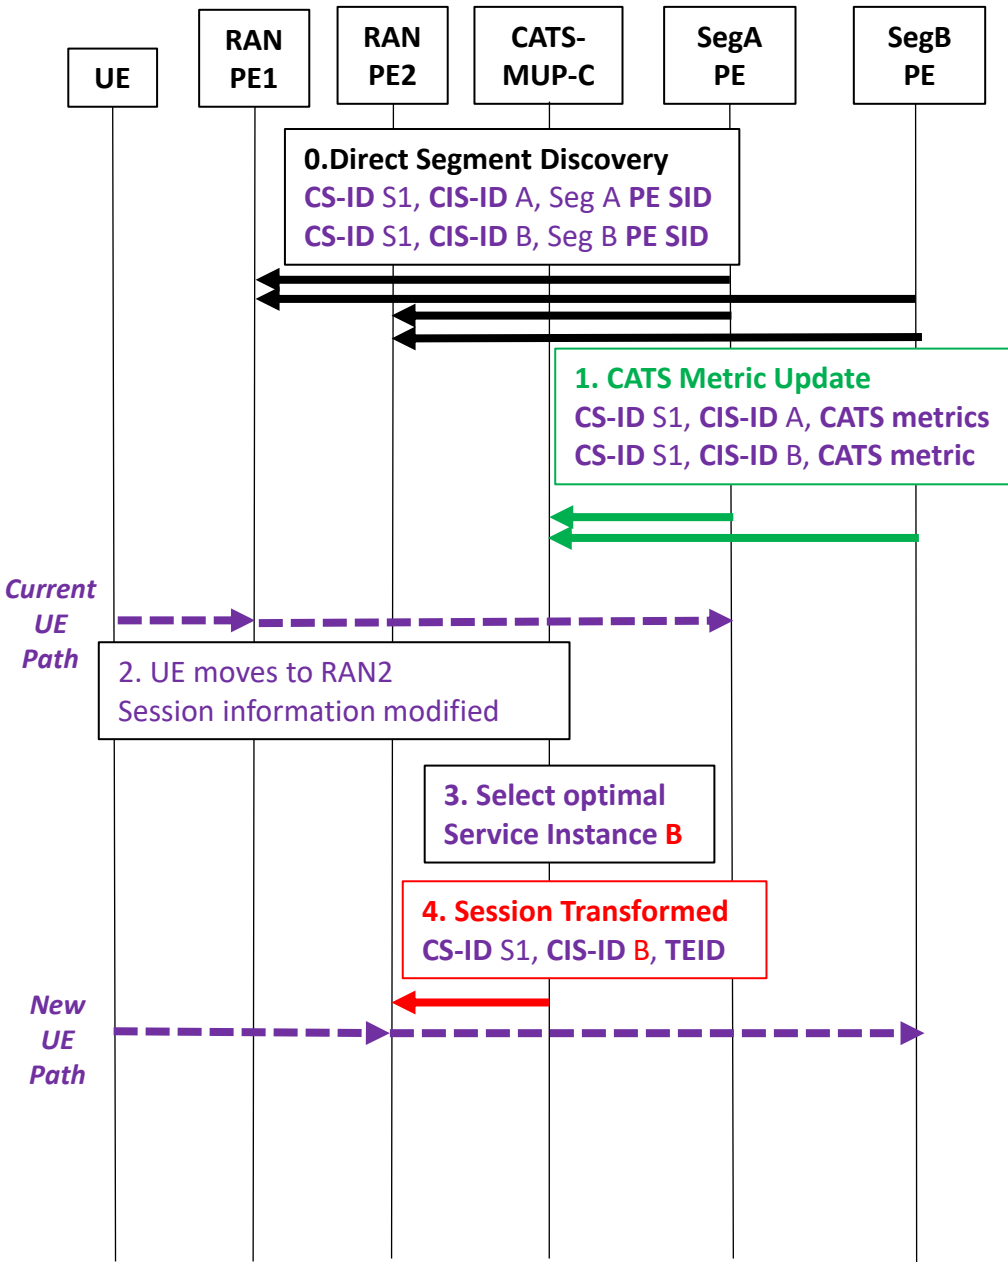 UE
RAN
PE1
RAN
PE2
CATS-
MUP-C
SegA
PE
SegB
PE
0.Direct Segment Discovery
CS-ID S1, CIS-ID A, Seg A PE SID
CS-ID S1, CIS-ID B, Seg B PE SID
1. CATS Metric Update
CS-ID S1, CIS-ID A, CATS metrics
CS-ID S1, CIS-ID B, CATS metric
Current
UE
Path
2. UE moves to RAN2
Session information modified
3. Select optimal
Service Instance B
4. Session Transformed
CS-ID S1, CIS-ID B, TEID
New
UE
Path